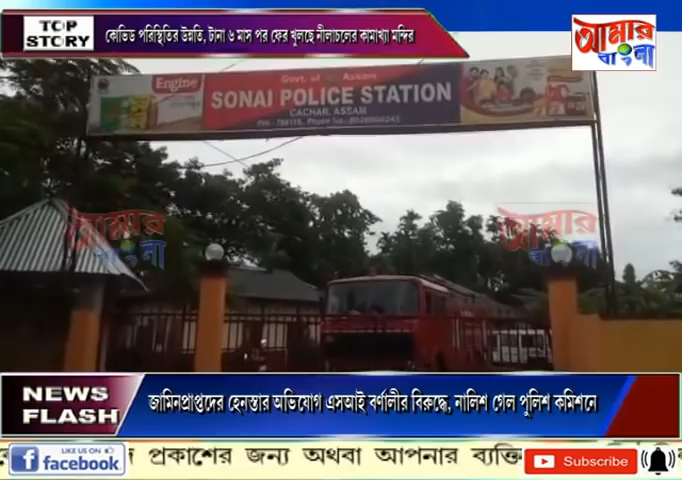 TOP STORY
কোভিড পরিস্থিতির উন্নতি, টানা ৬ মাস পর ফের খুলছে নীলাচলের কামাখ্যা মন্দির
আমার বাংলা
Engine
Govt. of Assam
SONAI POLICE STATION
CACHAR, ASSAM
আমার বাংলা
আমার বাংলা
NEWS FLASH
জামিনপ্রাপ্তদের হেনস্তার অভিযোগ এসআই বর্ণালীর বিরুদ্ধে, নালিশ গেল পুলিশ কমিশনে
LIKE US ON
facebook
প্রকাশের জন্য অথবা আপনার ব্যক্তি
Subscribe